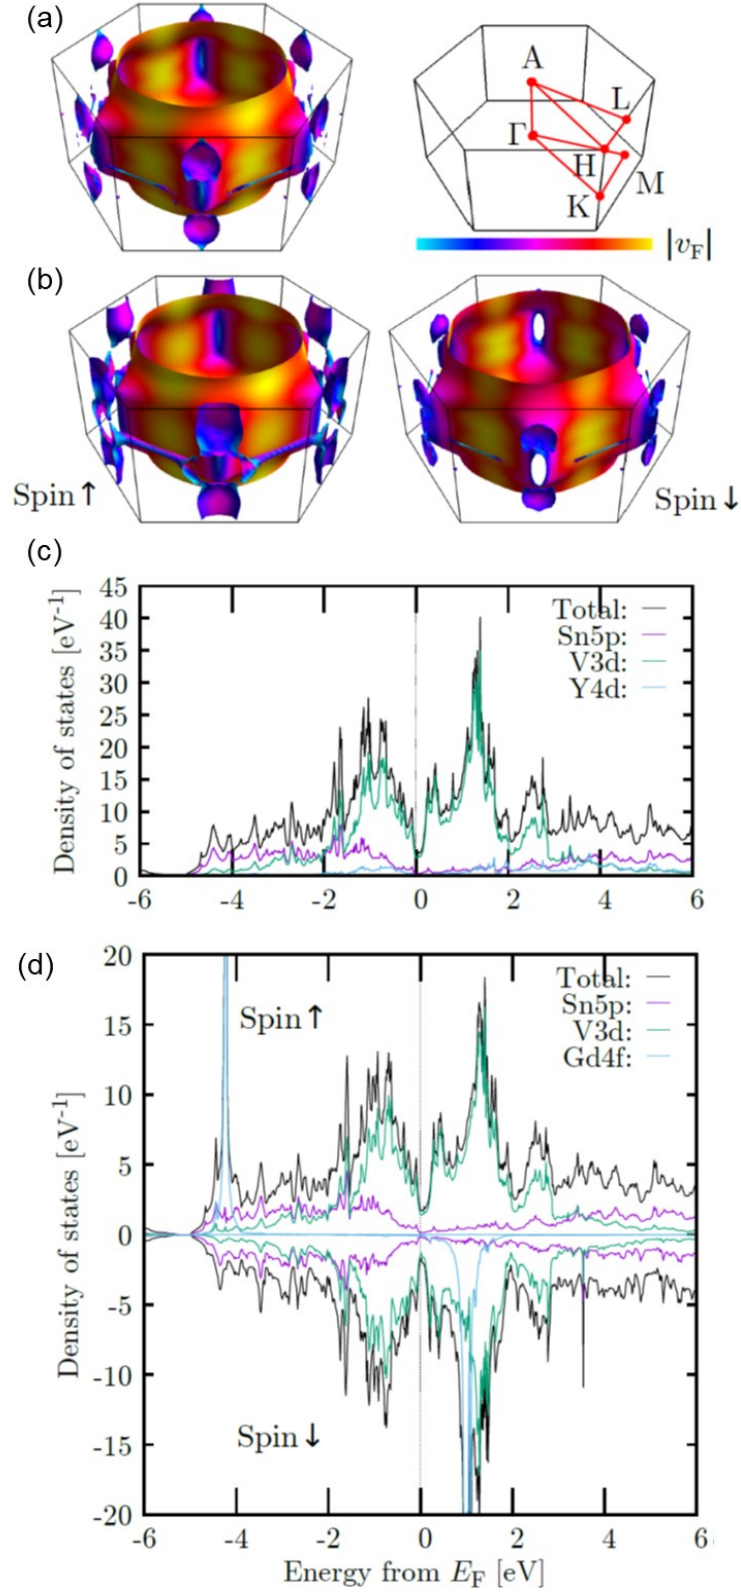 (a)
A
L
Γ
H
M
K
|vF|
(b)
Spin↑
Spin↓
(c)
Density of states [eV-1]
45
40
35
30
25
20
15
10
5
0
Total:
Sn5p:
V3d:
Y4d:
-6 -4 -2 0 2 4 6
(d)
Density of states [eV-1]
20
15
10
5
0
-5
-10
-15
-20
Spin↑
Total:
Sn5p:
V3d:
Gd4f:
Spin↓
-6 -4 -2 0 2 4 6
Energy from EF [eV]